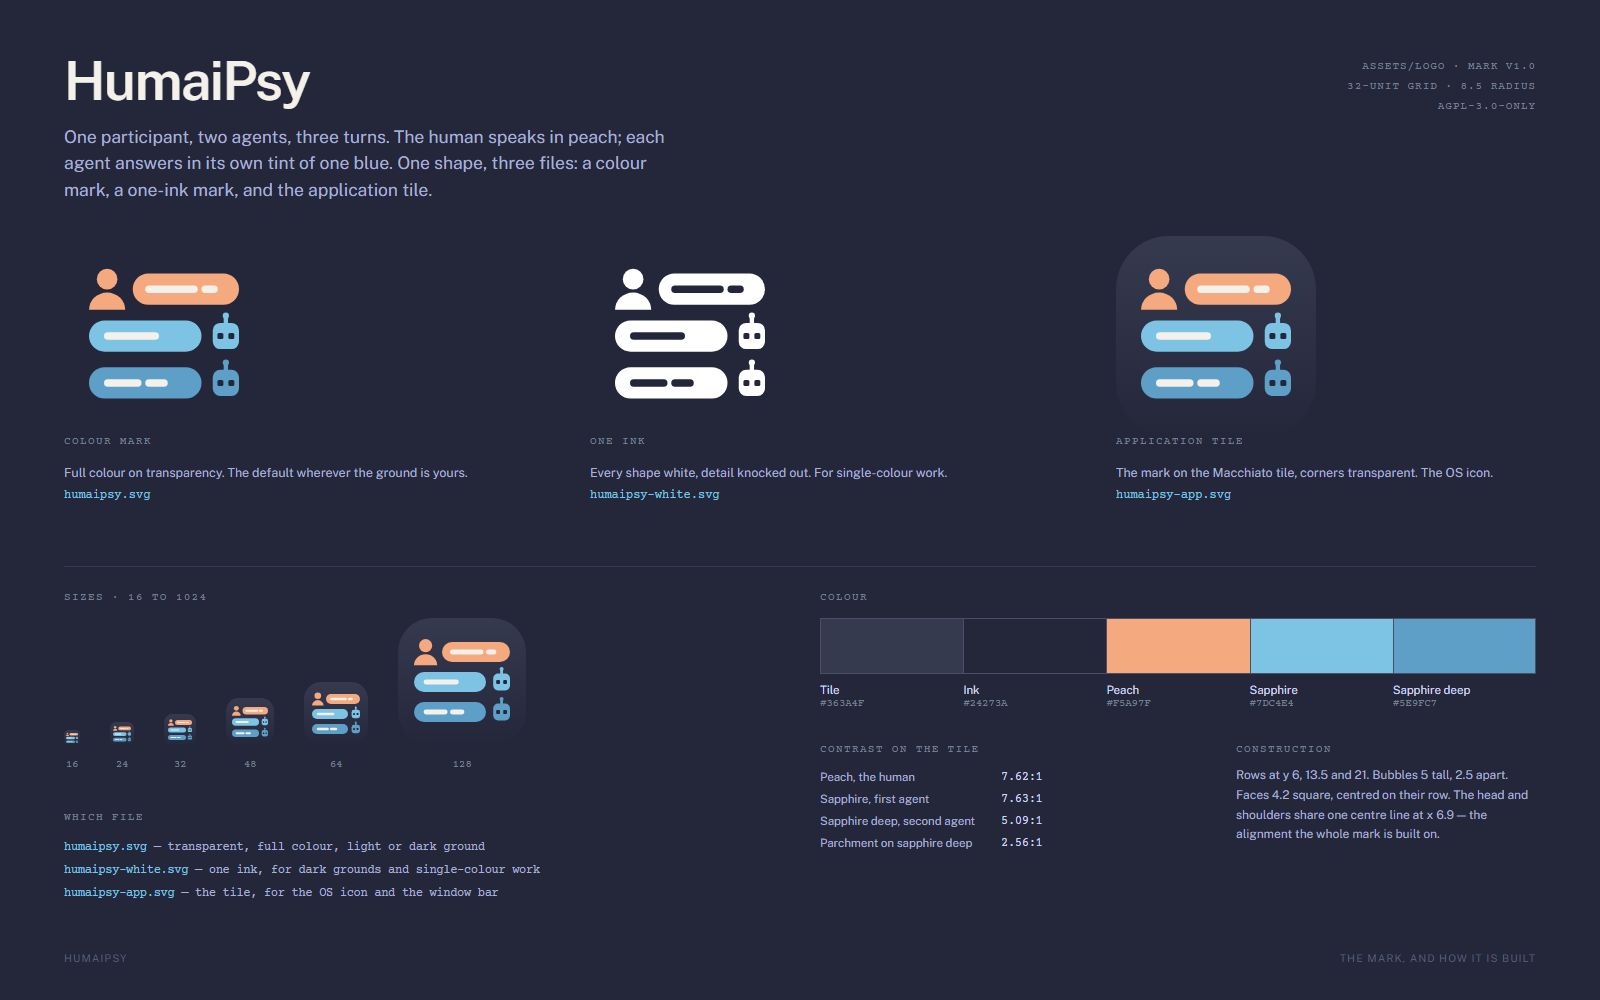 HumaiPsy
ASSETS/LOGO · MARK V1.0
32-UNIT GRID · 8.5 RADIUS
AGPL-3.0-ONLY
One participant, two agents, three turns. The human speaks in peach; each
agent answers in its own tint of one blue. One shape, three files: a colour
mark, a one-ink mark, and the application tile.
COLOUR MARK
Full colour on transparency. The default wherever the ground is yours.
humaipsy.svg
ONE INK
Every shape white, detail knocked out. For single-colour work.
humaipsy-white.svg
APPLICATION TILE
The mark on the Macchiato tile, corners transparent. The OS icon.
humaipsy-app.svg
SIZES · 16 TO 1024
16
24
32
48
64
128
WHICH FILE
humaipsy.svg — transparent, full colour, light or dark ground
humaipsy-white.svg — one ink, for dark grounds and single-colour work
humaipsy-app.svg — the tile, for the OS icon and the window bar
COLOUR
Tile
#363A4F
Ink
#24273A
Peach
#F5A97F
Sapphire
#7DC4E4
Sapphire deep
#5E9FC7
CONTRAST ON THE TILE
Peach, the human 7.62:1
Sapphire, first agent 7.63:1
Sapphire deep, second agent 5.09:1
Parchment on sapphire deep 2.56:1
CONSTRUCTION
Rows at y 6, 13.5 and 21. Bubbles 5 tall, 2.5 apart.
Faces 4.2 square, centred on their row. The head and
shoulders share one centre line at x 6.9 — the
alignment the whole mark is built on.
HUMAIPSY
THE MARK, AND HOW IT IS BUILT